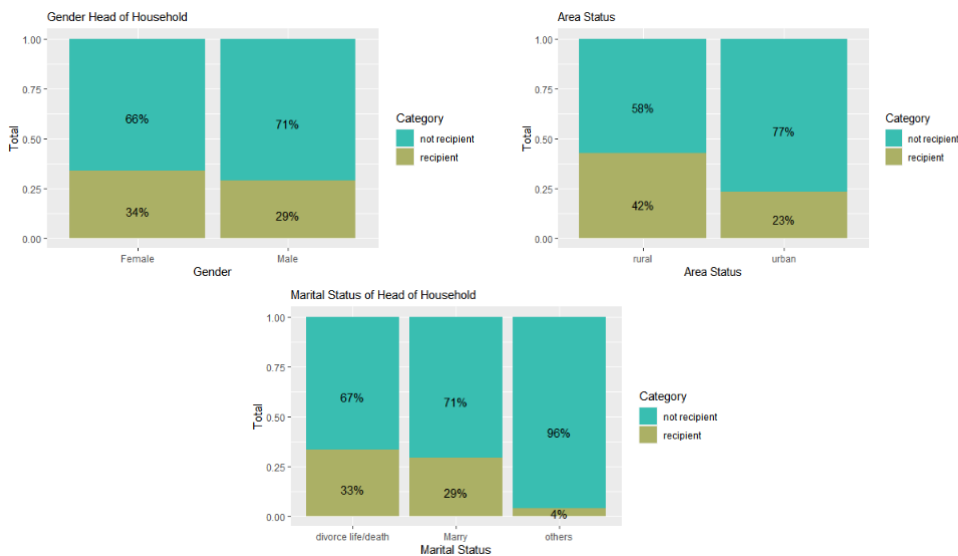 Gender Head of Household
1.00
0.75
0.50
0.25
0.00
Total
66%
71%
34%
29%
Female
Male
Gender
Category
not recipient
recipient
Area Status
1.00
0.75
0.50
0.25
0.00
Total
58%
77%
42%
23%
rural
urban
Area Status
Category
not recipient
recipient
Marital Status of Head of Household
1.00
0.75
0.50
0.25
0.00
Total
67%
71%
96%
33%
29%
4%
divorce life/death
Marry
others
Marital Status
Category
not recipient
recipient